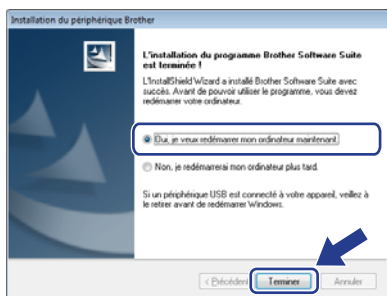 Installation du périphérique Brother
L'installation du programme Brother Software Suite
est terminée !
L'InstallShield Wizard a installé Brother Software Suite avec
succès. Avant de pouvoir utiliser le programme, vous devez
redémarrer votre ordinateur.
Oui, je veux redémarrer mon ordinateur maintenant.
Non, je redémarrerai mon ordinateur plus tard.
Si un périphérique USB est connecté à votre appareil, veillez à
le retirer avant de redémarrer Windows.
< Précédent
Terminer
Annuler